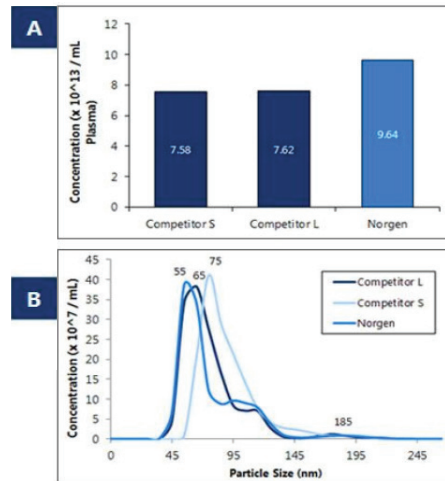 A
Concentration (x 10^13 / mL
Plasma)
12
10
8
6
4
2
0
7.58
7.62
9.64
Competitor S
Competitor L
Norgen
B
Concentration (x 10^7 / mL)
45
40
35
30
25
20
15
10
5
0
55
65
75
185
Competitor L
Competitor S
Norgen
0
45
95
145
195
245
Particle Size (nm)